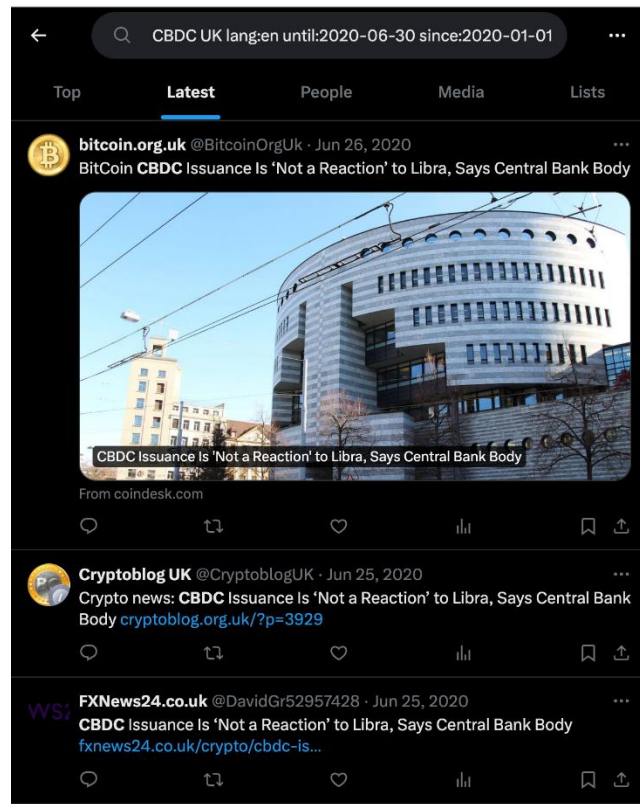 CBDC UK lang:en until:2020-06-30 since:2020-01-01
Top Latest People Media Lists
bitcoin.org.uk @BitcoinOrgUk · Jun 26, 2020
BitCoin CBDC Issuance Is ‘Not a Reaction’ to Libra, Says Central Bank Body
CBDC Issuance Is 'Not a Reaction' to Libra, Says Central Bank Body
From coindesk.com
Cryptoblog UK @CryptoblogUK · Jun 25, 2020
Crypto news: CBDC Issuance Is ‘Not a Reaction’ to Libra, Says Central Bank
Body cryptoblog.org.uk/?p=3929
FXNews24.co.uk @DavidGr52957428 · Jun 25, 2020
CBDC Issuance Is ‘Not a Reaction’ to Libra, Says Central Bank Body
fxnews24.co.uk/crypto/cbdc-is...